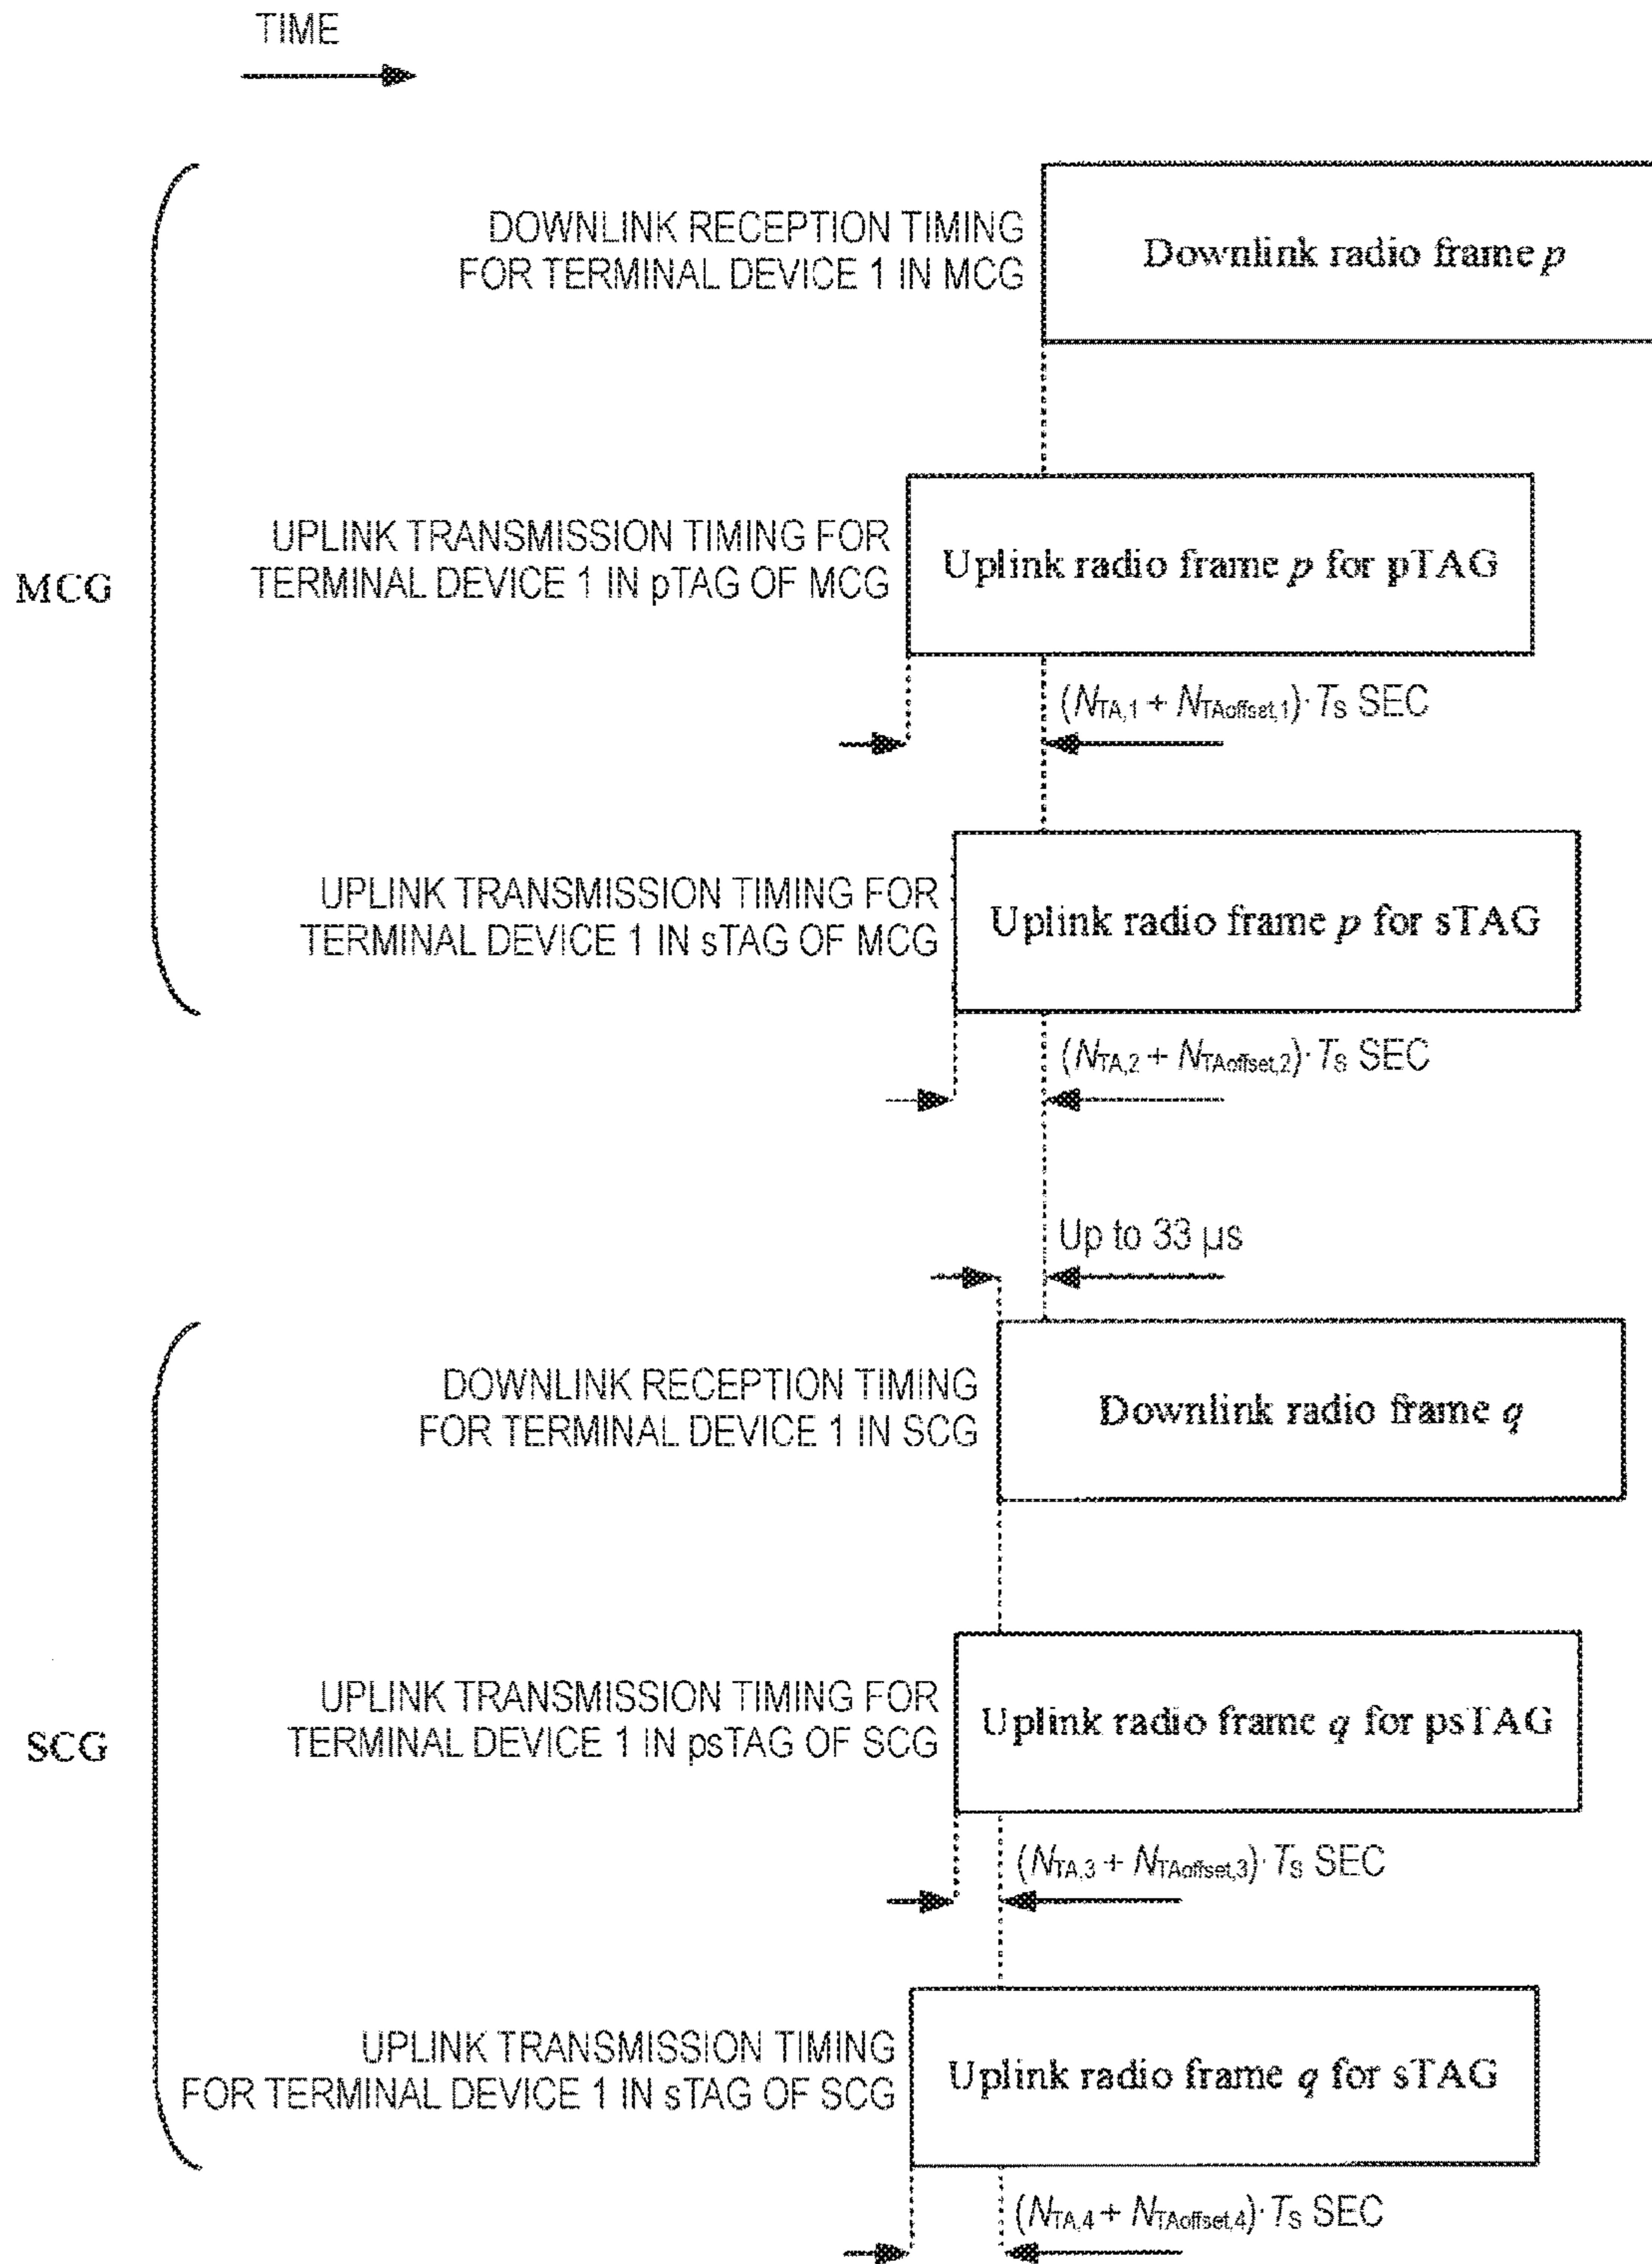 TIME
DOWNLINK RECEPTION TIMING
FOR TERMINAL DEVICE 1 IN MCG
Downlink radio frame p
MCG
UPLINK TRANSMISSION TIMING FOR
TERMINAL DEVICE 1 IN pTAG OF MCG
Uplink radio frame p for pTAG
(NTA,1 + NTAoffset,1)· TS SEC
UPLINK TRANSMISSION TIMING FOR
TERMINAL DEVICE 1 IN sTAG OF MCG
Uplink radio frame p for sTAG
(NTA,2 + NTAoffset,2)· TS SEC
Up to 33 µs
DOWNLINK RECEPTION TIMING
FOR TERMINAL DEVICE 1 IN SCG
Downlink radio frame q
SCG
UPLINK TRANSMISSION TIMING FOR
TERMINAL DEVICE 1 IN psTAG OF SCG
Uplink radio frame q for psTAG
(NTA,3 + NTAoffset,3)· TS SEC
UPLINK TRANSMISSION TIMING
FOR TERMINAL DEVICE 1 IN sTAG OF SCG
Uplink radio frame q for sTAG
(NTA,4 + NTAoffset,4)· TS SEC